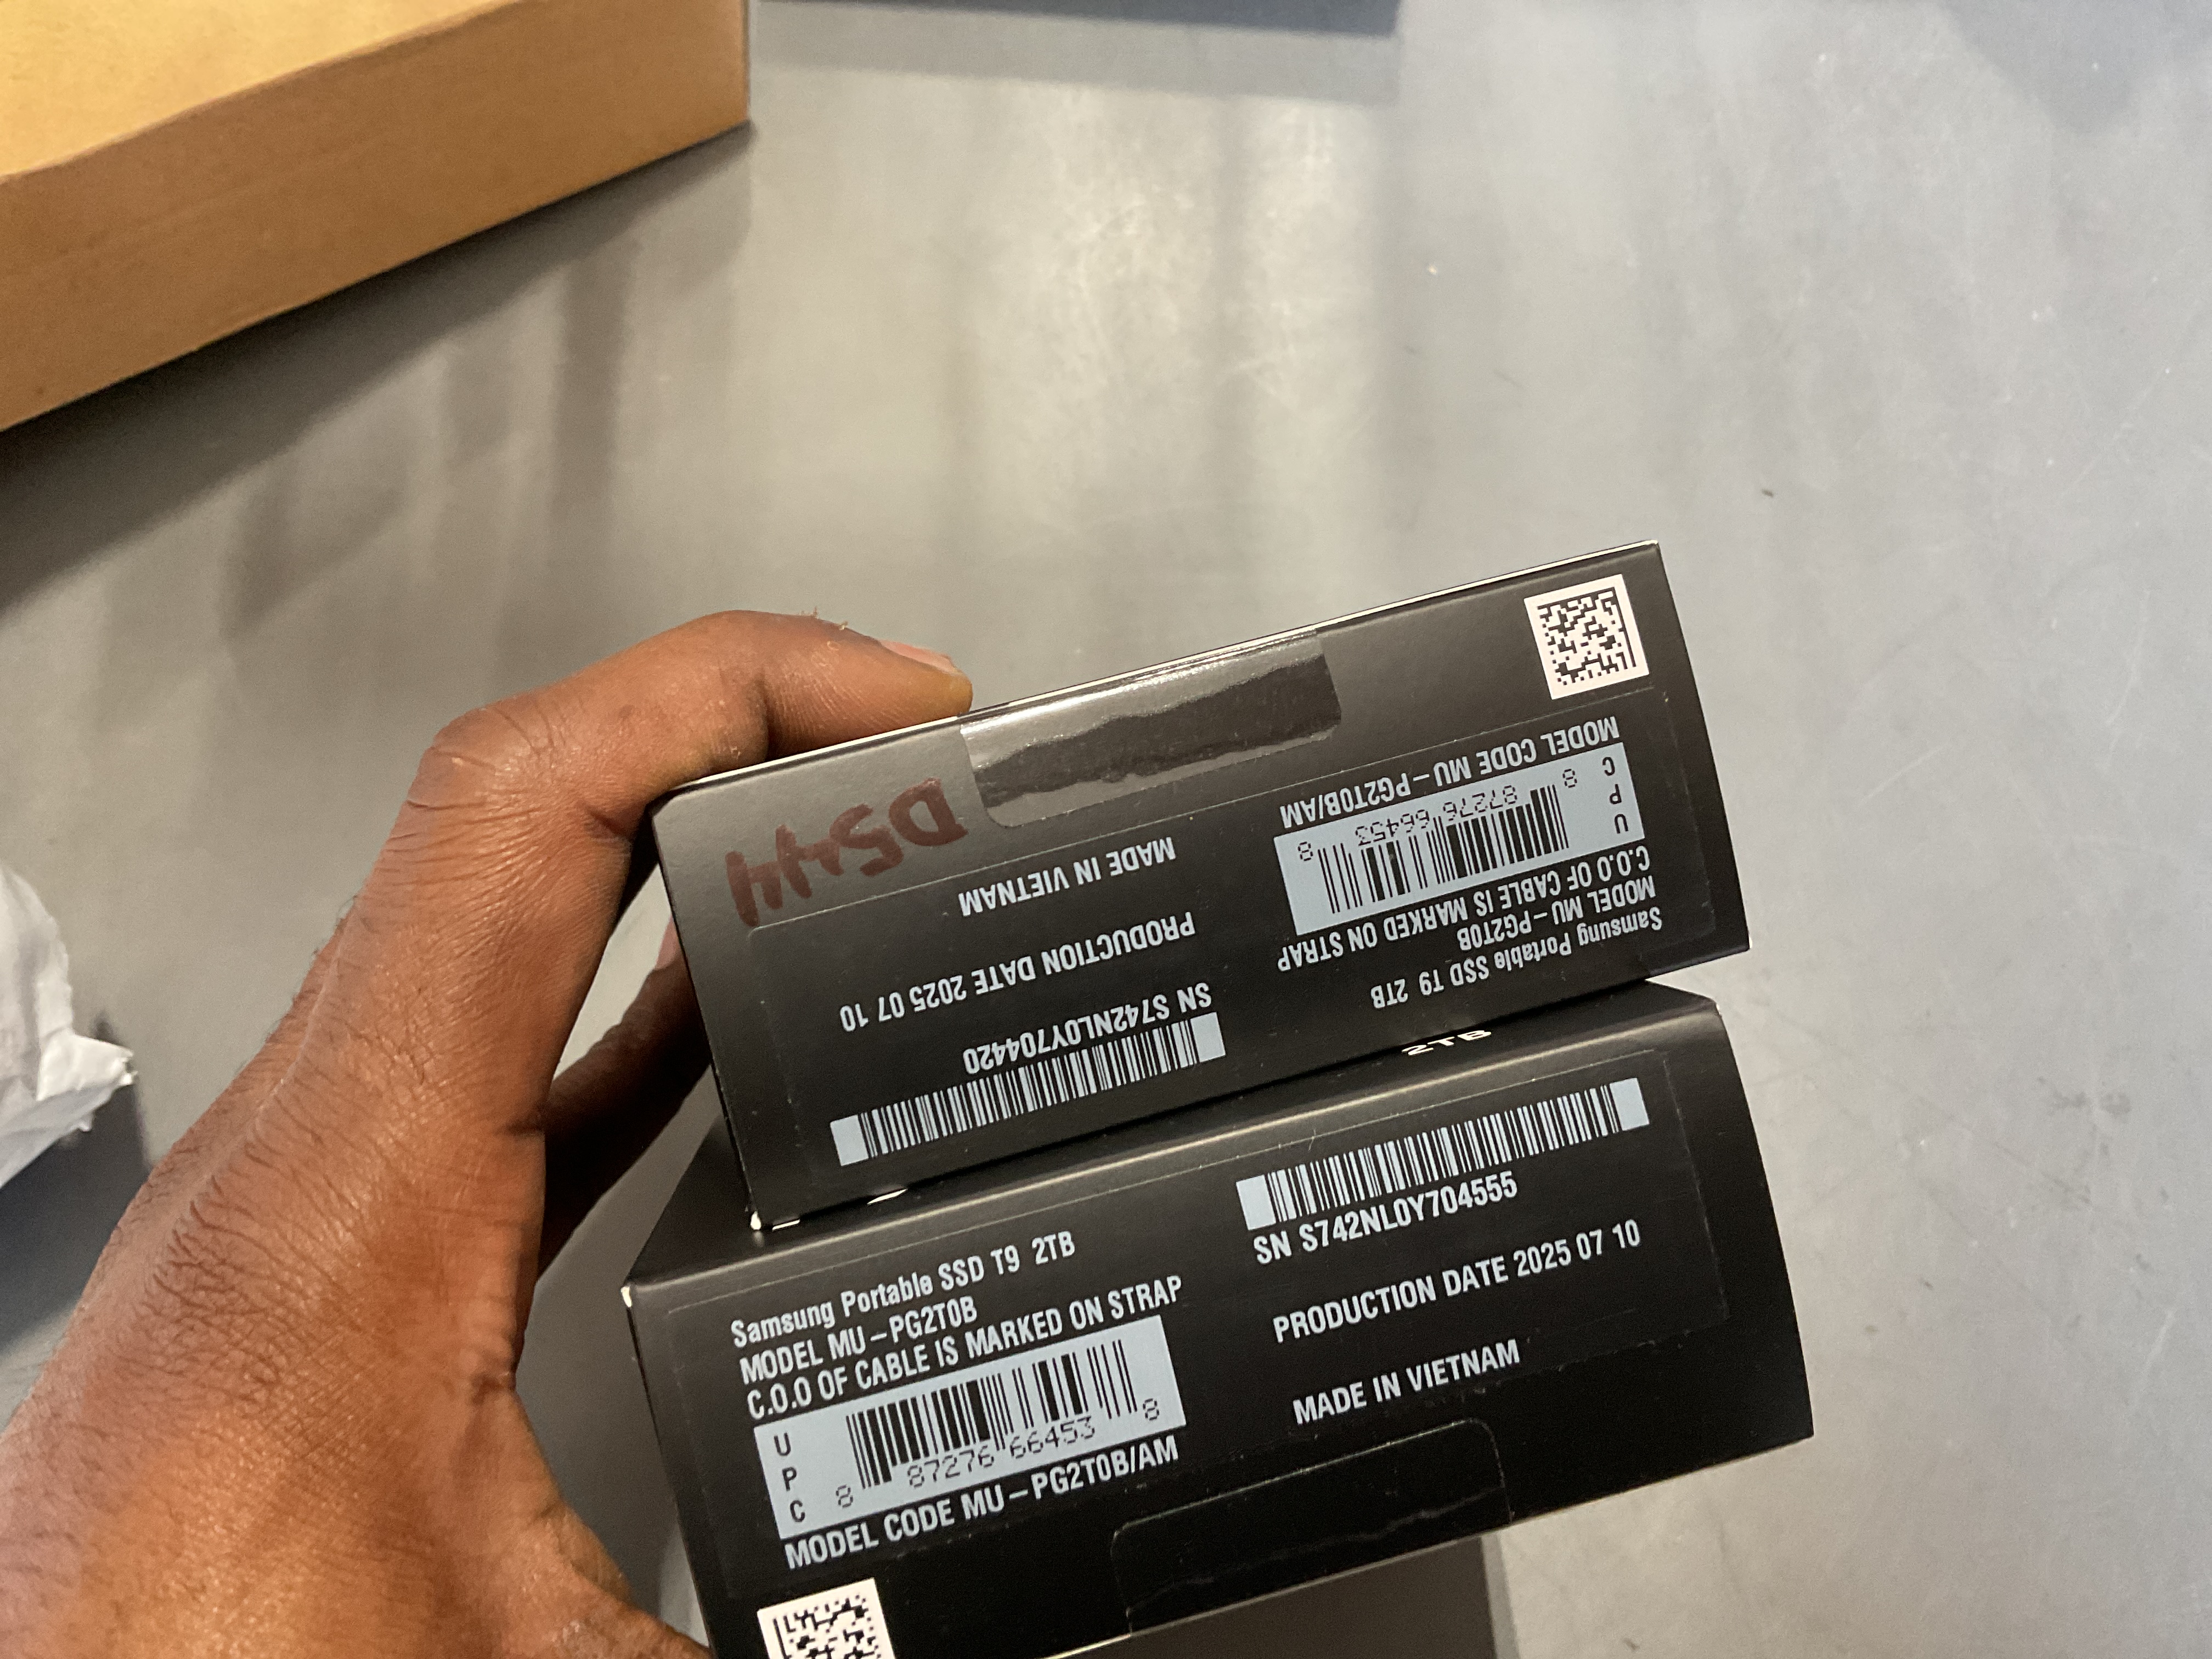 DS44
MODEL CODE MU-PG2T0B/AM
U P C
8 87276 66453 8
C.O.O OF CABLE IS MARKED ON STRAP
MODEL MU-PG2T0B
Samsung Portable SSD T9 2TB
MADE IN VIETNAM
PRODUCTION DATE 2025 07 10
SN S742NL0Y704420
2TB
Samsung Portable SSD T9 2TB
MODEL MU-PG2T0B
C.O.O OF CABLE IS MARKED ON STRAP
U P C
8 87276 66453 8
MODEL CODE MU-PG2T0B/AM
SN S742NL0Y704555
PRODUCTION DATE 2025 07 10
MADE IN VIETNAM